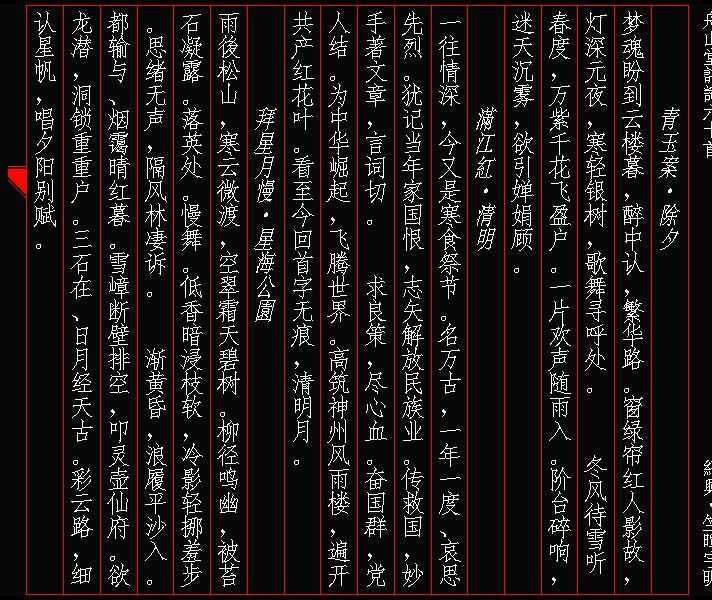 青玉案·除夕
梦魂盼到云楼暮，醉中认，繁华路。窗绿帘红人影故，
灯深元夜，寒轻银树，歌舞寻呼处。　　冬风待雪听
春度，万紫千花飞盈户。一片欢声随雨入。阶台碎响，
迷天沉雾，欲引婵娟顾。
滿江紅·清明
一往情深，今又是寒食祭节。名万古，一年一度、哀思
先烈。犹记当年家国恨，志矢解放民族业。传救国，妙
手著文章，言词切。　　求良策，尽心血。奋国群，党
人结。为中华崛起，飞腾世界。高筑神州风雨楼，遍开
共产红花叶。看至今回首字无痕，清明月。
拜星月慢·星海公園
雨後松山，寒云微渡，空翠霜天碧树。柳径鸣幽，被苔
石凝露。落英处。慢舞。低香暗浸枝软，冷影轻挪羞步
。思绪无声，隔风林凄诉。　　渐黄昏，浪履平沙入。
都输与、烟霭晴红暮。雪嶂断壁排空，叩灵壶仙府。欲
龙潜，洞锁重重户。三石在、日月经天古。彩云路，细
认星帆，唱夕阳别赋。